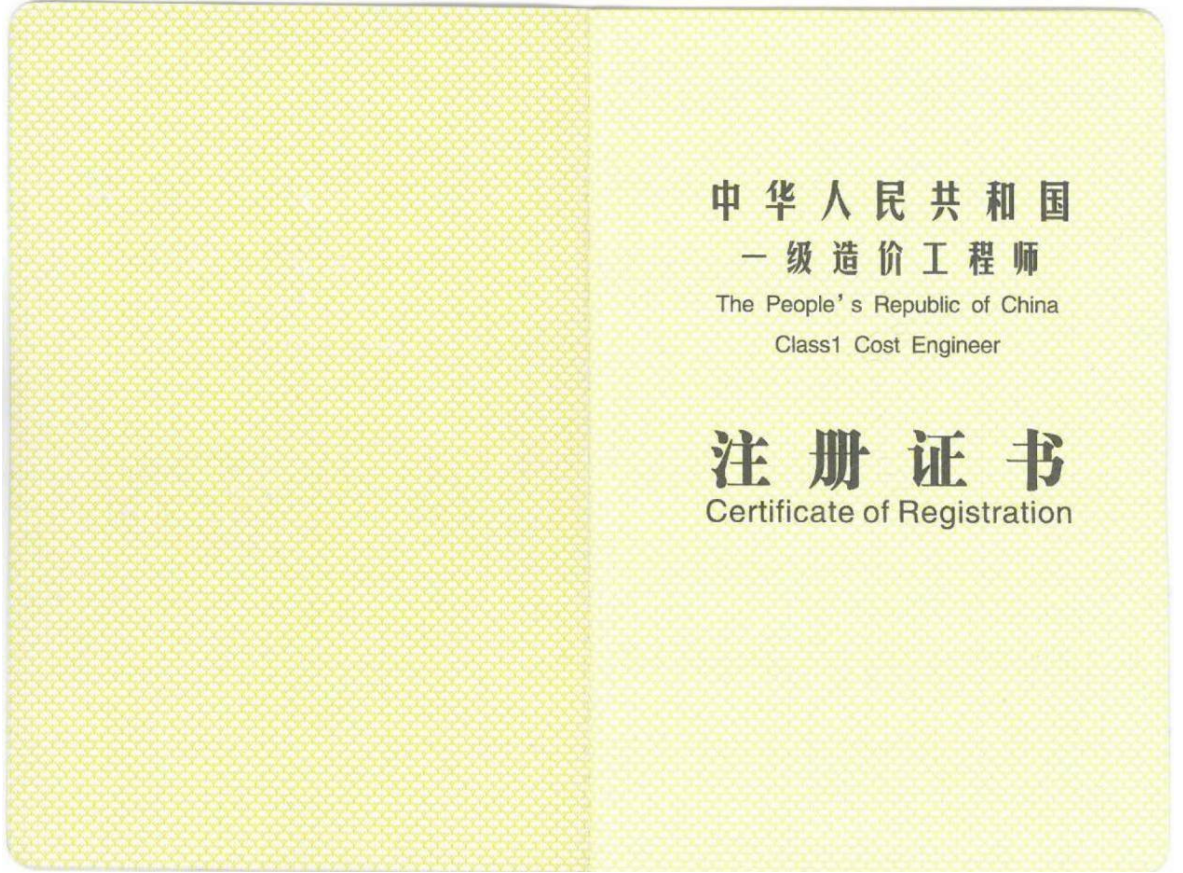 中华人民共和国
一级造价工程师
The People's Republic of China
Class1 Cost Engineer
注册证书
Certificate of Registration